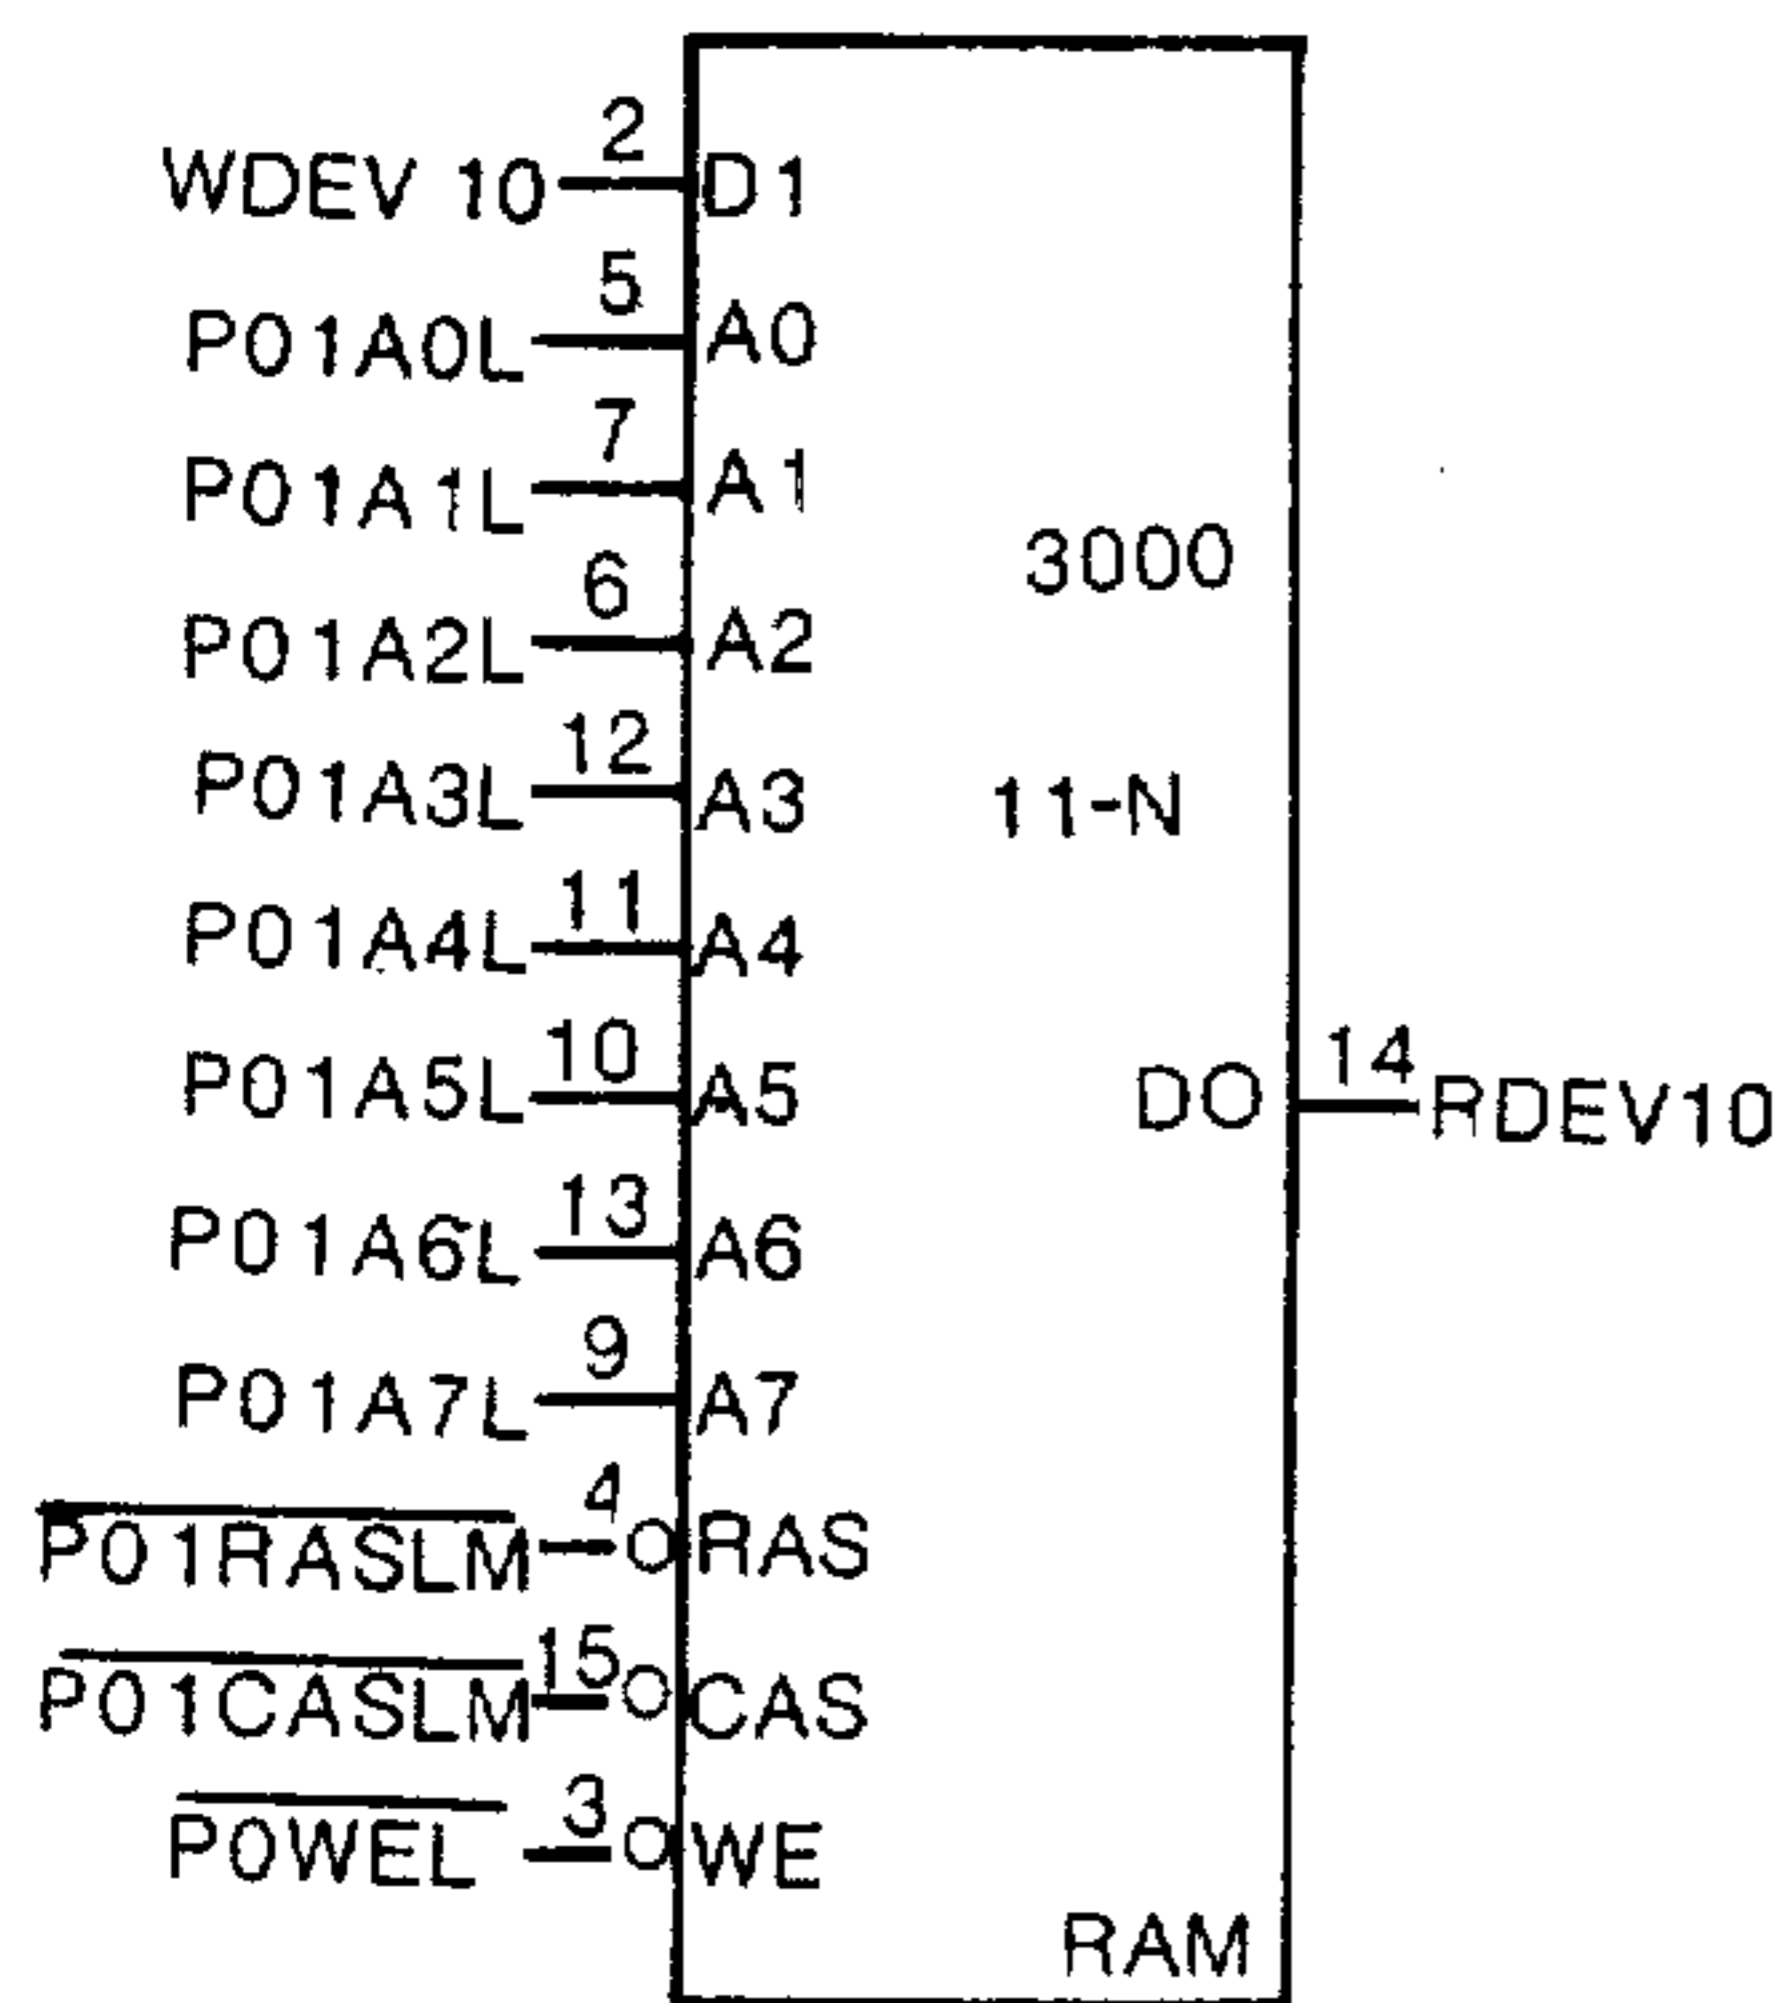 2
WDEV 10 D1
5
P01A0L A0
7
P01A1L A1
3000
6
P01A2L A2
12
P01A3L A3 11-N
11
P01A4L A4
10 14
P01A5L A5 DO RDEV10
13
P01A6L A6
9
P01A7L A7
4
P01RASLM RAS
15
P01CASLM CAS
3
P0WEL WE
RAM